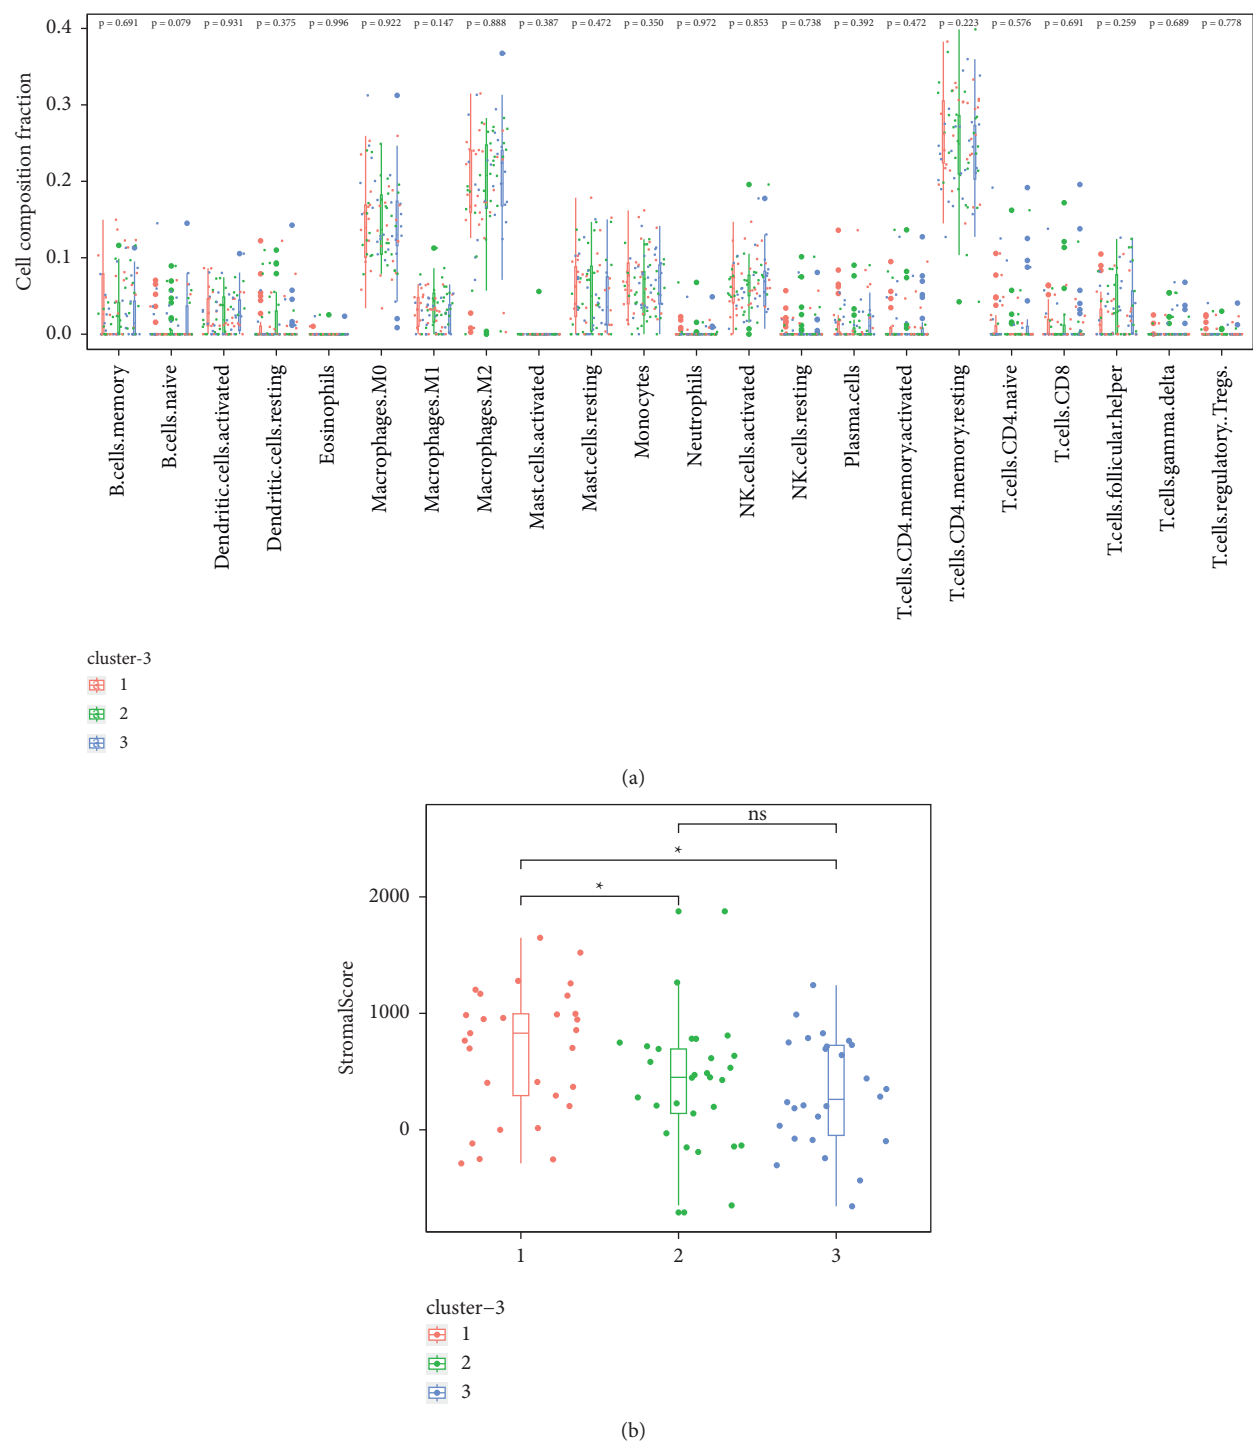 p = 0.691 p = 0.079 p = 0.931 p = 0.375 p = 0.996 p = 0.922 p = 0.147 p = 0.888 p = 0.387 p = 0.472 p = 0.350 p = 0.972 p = 0.853 p = 0.738 p = 0.392 p = 0.472 p = 0.223 p = 0.576 p = 0.691 p = 0.259 p = 0.689 p = 0.778
0.4
0.3
0.2
0.1
0.0
Cell composition fraction
B.cells.memory
B.cells.naive
Dendritic.cells.activated
Dendritic.cells.resting
Eosinophils
Macrophages.M0
Macrophages.M1
Macrophages.M2
Mast.cells.activated
Mast.cells.resting
Monocytes
Neutrophils
NK.cells.activated
NK.cells.resting
Plasma.cells
T.cells.CD4.memory.activated
T.cells.CD4.memory.resting
T.cells.CD4.naive
T.cells.CD8
T.cells.follicular.helper
T.cells.gamma.delta
T.cells.regulatory..Tregs.
cluster-3
1
2
3
(a)
ns
*
*
2000
1000
0
StromalScore
1 2 3
cluster−3
1
2
3
(b)